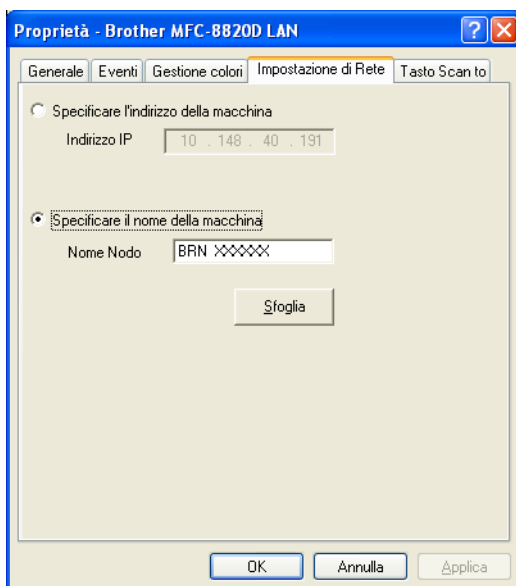 Proprietà - Brother MFC-8820D LAN
Generale Eventi Gestione colori Impostazione di Rete Tasto Scan to
Specificare l'indirizzo della macchina
Indirizzo IP 10 . 148 . 40 . 191
Specificare il nome della macchina
Nome Nodo BRN XXXXXX
Sfoglia
OK Annulla Applica